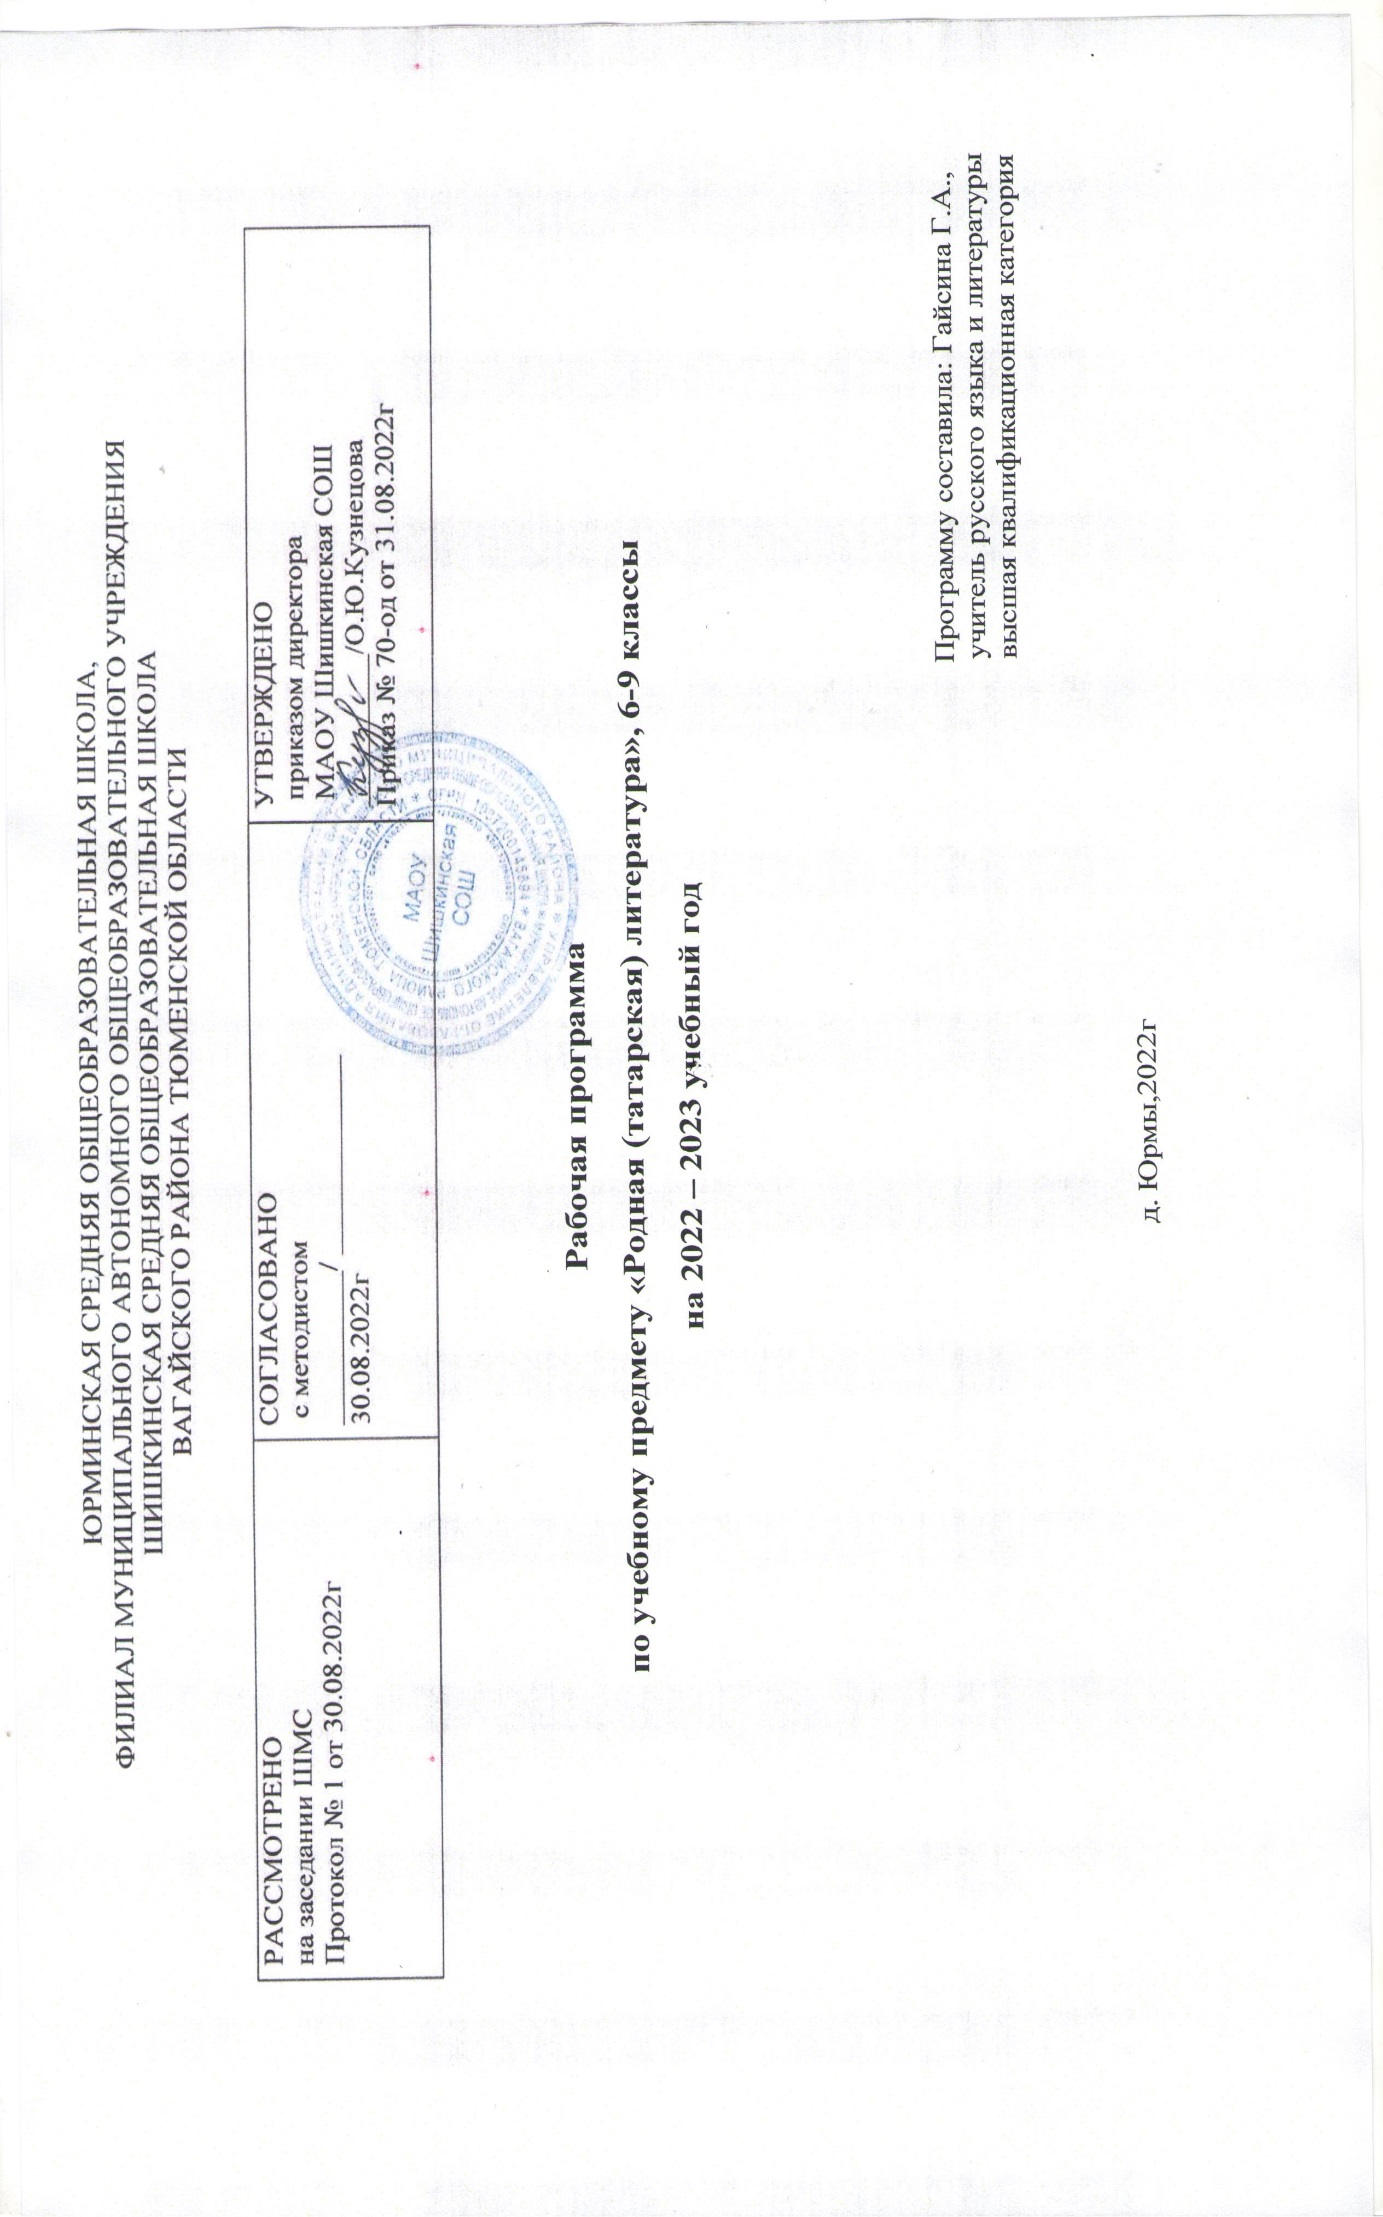 ЮРМИНСКАЯ СРЕДНЯЯ ОБЩЕОБРАЗОВАТЕЛЬНАЯ ШКОЛА,
ФИЛИАЛ МУНИЦИПАЛЬНОГО АВТОНОМНОГО ОБЩЕОБРАЗОВАТЕЛЬНОГО УЧРЕЖДЕНИЯ
ШИШКИНСКАЯ СРЕДНЯЯ ОБЩЕОБРАЗОВАТЕЛЬНАЯ ШКОЛА
ВАГАЙСКОГО РАЙОНА ТЮМЕНСКОЙ ОБЛАСТИ
РАССМОТРЕНО
на заседании ШМС
Протокол № 1 от 30.08.2022г
СОГЛАСОВАНО
с методистом
/
30.08.2022г
УТВЕРЖДЕНО
приказом директора
МАОУ Шишкинская СОШ
/О.Ю.Кузнецова
Приказ № 70-од от 31.08.2022г
МАОУ
Шишкинская
СОШ
Рабочая программа
по учебному предмету «Родная (татарская) литература», 6-9 классы
на 2022 – 2023 учебный год
Программу составила: Гайсина Г.А.,
учитель русского языка и литературы
высшая квалификационная категория
д. Юрмы,2022г